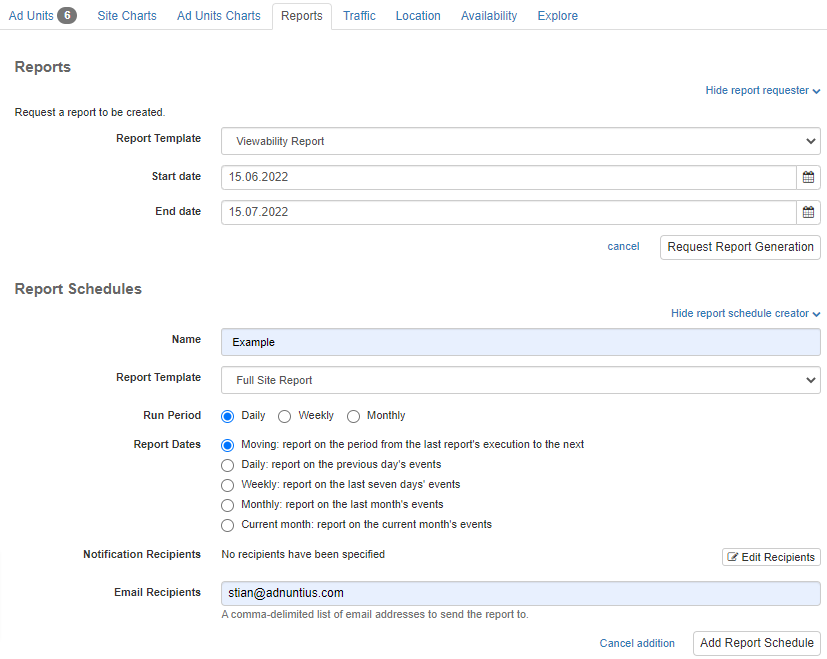 Ad Units 6 Site Charts Ad Units Charts Reports Traffic Location Availability Explore
Reports
Hide report requester
Request a report to be created.
Report Template Viewability Report
Start date 15.06.2022
End date 15.07.2022
cancel Request Report Generation
Report Schedules
Hide report schedule creator
Name Example
Report Template Full Site Report
Run Period Daily Weekly Monthly
Report Dates Moving: report on the period from the last report's execution to the next
Daily: report on the previous day's events
Weekly: report on the last seven days' events
Monthly: report on the last month's events
Current month: report on the current month's events
Notification Recipients No recipients have been specified Edit Recipients
Email Recipients stian@adnuntius.com
A comma-delimited list of email addresses to send the report to.
Cancel addition Add Report Schedule